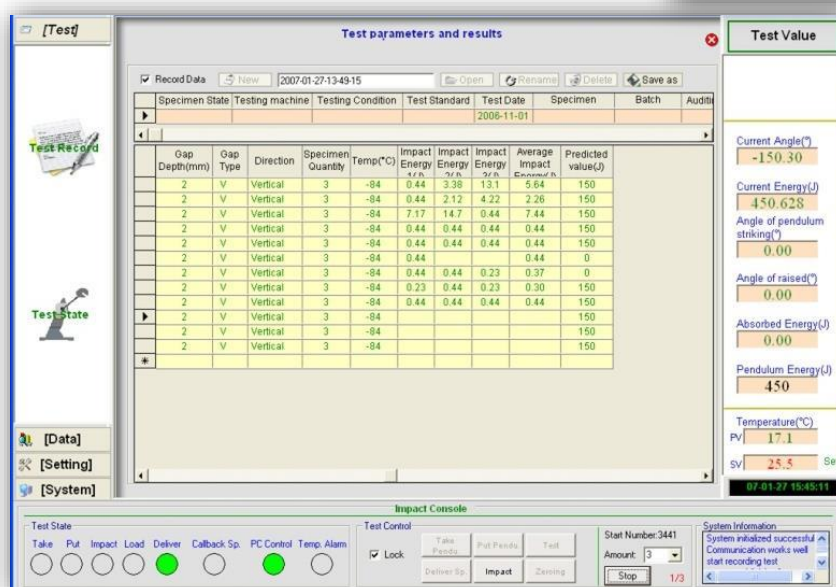 [Test]
Test parameters and results
Test Value
Record Data New 2007-01-27-13-49-15 Open Rename Delete Save as
Specimen State Testing machine Testing Condition Test Standard Test Date Specimen Batch
2006-11-01
Test Record
Gap Depth(mm) Gap Type Direction Specimen Quantity Temp(°C) Impact Energy Impact Energy Impact Energy Average Impact Predicted value(J)
2 V Vertical 3 -84 0.44 3.38 13.1 5.64 150
2 V Vertical 3 -84 0.44 2.12 4.22 2.26 150
2 V Vertical 3 -84 7.17 14.7 0.44 7.44 150
2 V Vertical 3 -84 0.44 0.44 0.44 0.44 150
2 V Vertical 3 -84 0.44 0.44 0.44 0.44 150
2 V Vertical 3 -84 0.44 0.44 0
2 V Vertical 3 -84 0.44 0.44 0.23 0.37 0
2 V Vertical 3 -84 0.23 0.44 0.23 0.30 150
2 V Vertical 3 -84 0.44 0.44 0.44 0.44 150
2 V Vertical 3 -84 150
2 V Vertical 3 -84 150
2 V Vertical 3 -84 150
Test State
[Data]
[Setting]
[System]
Current Angle(°)
-150.30
Current Energy(J)
450.628
Angle of pendulum
striking(°)
0.00
Angle of raised(°)
0.00
Absorbed Energy(J)
0.00
Pendulum Energy(J)
450
Temperature(°C)
PV 17.1
SV 25.5 Se
07-01-27 15:45:11
Impact Console
Test State
Take Put Impact Load Deliver Callback Sp. PC Control Temp. Alarm
Test Control
Lock
Take Pendu. Put Pendu. Test
Deliver Sp. Impact Zeroing
Start Number:3441
Amount: 3
Stop 1/3
System Information
System initialized successful
Communication works well
start recording test